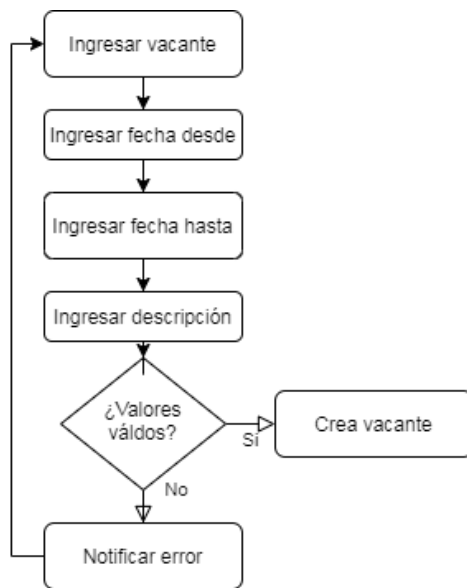 Ingresar vacante
Ingresar fecha desde
Ingresar fecha hasta
Ingresar descripción
¿Valores
váldos?
Si
Crea vacante
No
Notificar error